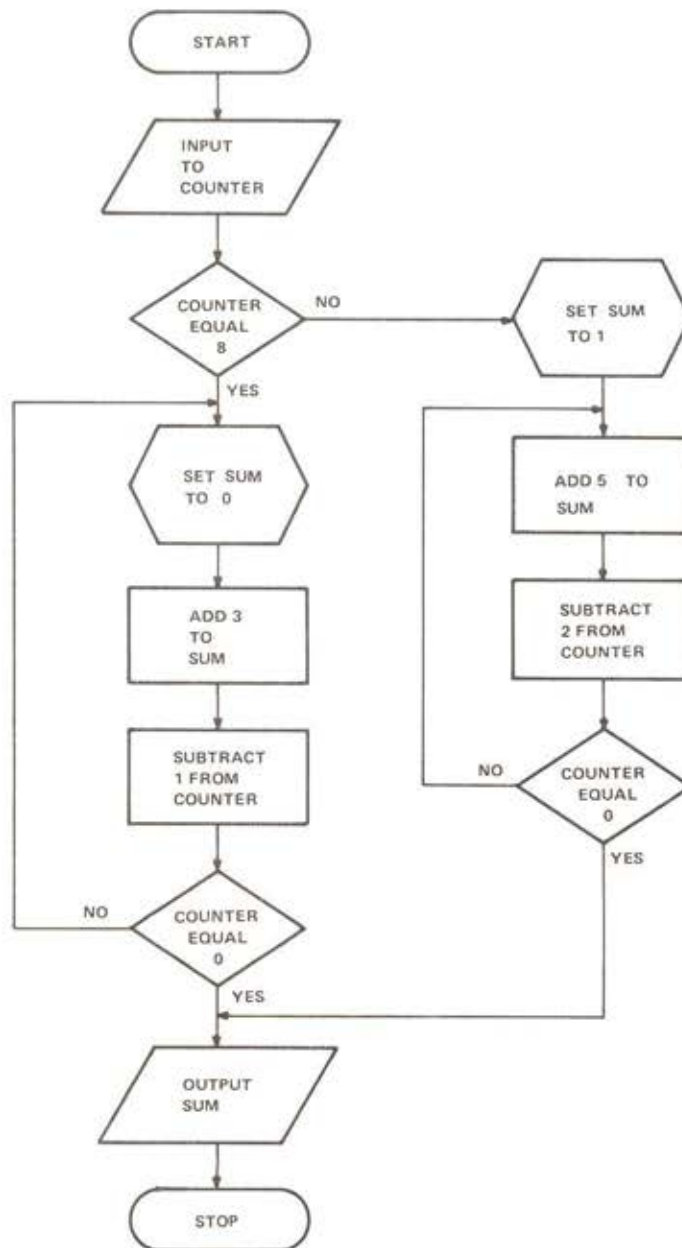 START
INPUT
TO
COUNTER
COUNTER
EQUAL
8
NO
YES
SET SUM
TO 1
SET SUM
TO 0
ADD 5 TO
SUM
ADD 3
TO
SUM
SUBTRACT
2 FROM
COUNTER
SUBTRACT
1 FROM
COUNTER
NO
COUNTER
EQUAL
0
YES
NO
COUNTER
EQUAL
0
YES
OUTPUT
SUM
STOP